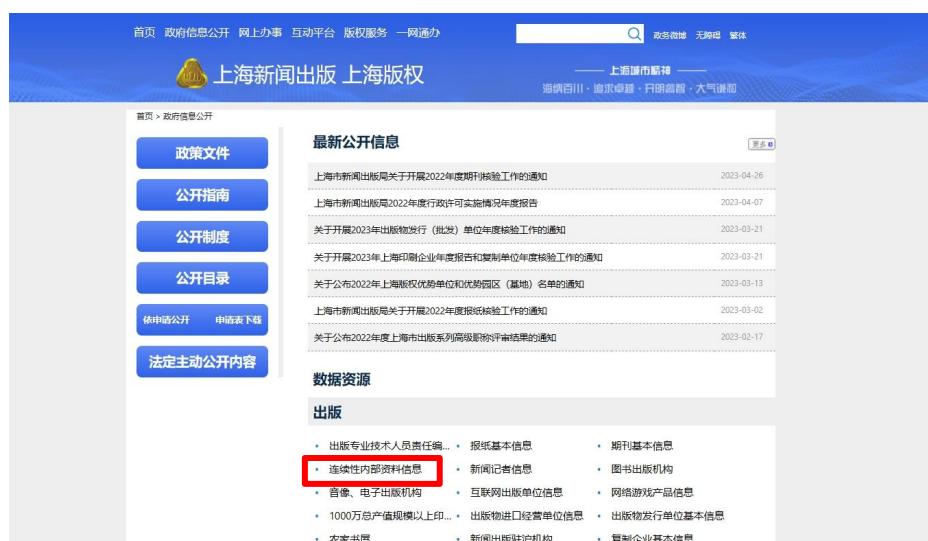 首页 政府信息公开 网上办事 互动平台 版权服务 一网通办
政务微博 无障碍 繁体
上海新闻出版 上海版权
上海城市精神
海纳百川·追求卓越·开明睿智·大气谦和
首页 > 政府信息公开
政策文件
公开指南
公开制度
公开目录
依申请公开 申请表下载
法定主动公开内容
最新公开信息
更多
上海市新闻出版局关于开展2022年度期刊核验工作的通知 2023-04-26
上海市新闻出版局2022年度行政许可实施情况年度报告 2023-04-07
关于开展2023年出版物发行（批发）单位年度核验工作的通知 2023-03-21
关于开展2023年上海印刷企业年度报告和复制单位年度核验工作的通知 2023-03-21
关于公布2022年上海版权优势单位和优势园区（基地）名单的通知 2023-03-13
上海市新闻出版局关于开展2022年度报纸核验工作的通知 2023-03-02
关于公布2022年度上海市出版系列高级职称评审结果的通知 2023-02-17
数据资源
出版
• 出版专业技术人员责任编... • 报纸基本信息 • 期刊基本信息
• 连续性内部资料信息 • 新闻记者信息 • 图书出版机构
• 音像、电子出版机构 • 互联网出版单位信息 • 网络游戏产品信息
• 1000万总产值规模以上印... • 出版物进口经营单位信息 • 出版物发行单位基本信息
• 农家书屋 • 新闻出版驻沪机构 • 复制企业基本信息